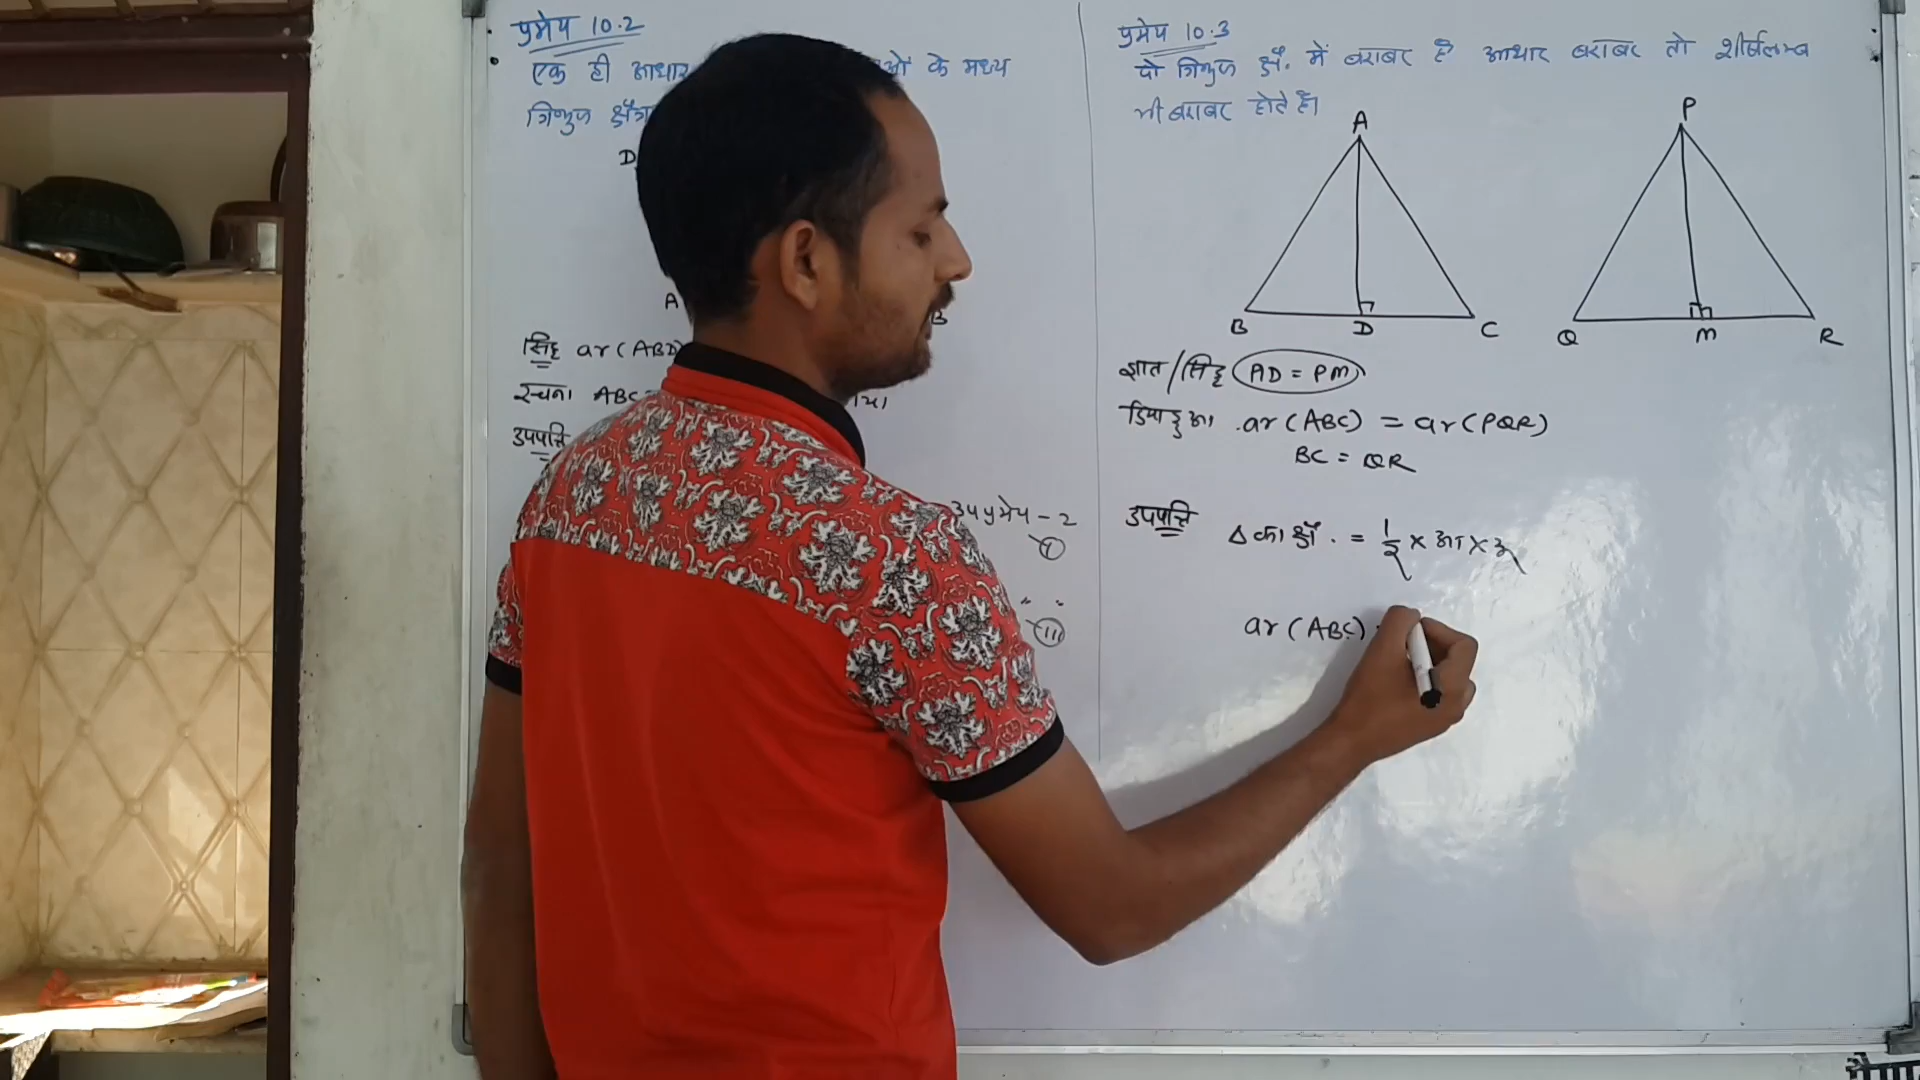 प्रमेय 10.2
एक ही आधार ओं के मध्य
त्रिभुज क्षेत्र
D
A B
सिद्ध ar(ABD)
रचना ABC
उपपत्ति
उपप्रमेय - 2
I
" "
III
प्रमेय 10.3
दो त्रिभुज क्षे. में बराबर है आधार बराबर तो शीर्षलम्ब
भी बराबर होते है।
A P
B D C Q M R
ज्ञात/सिद्ध AD = PM
दिया हुआ ar(ABC) = ar(PQR)
BC = QR
उपपत्ति Δ का क्षे. = 1/2 × आ × उ
ar(ABC)